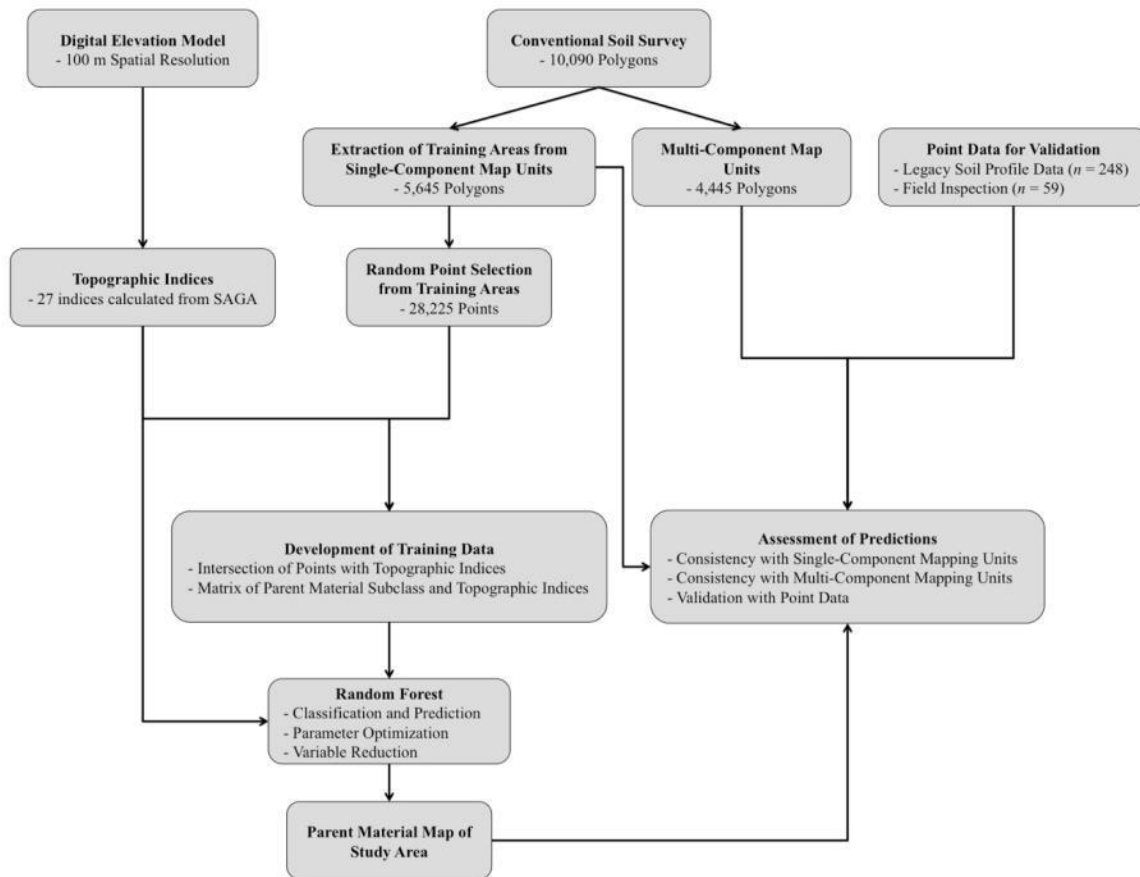 Digital Elevation Model
- 100 m Spatial Resolution
Conventional Soil Survey
- 10,090 Polygons
Extraction of Training Areas from
Single-Component Map Units
- 5,645 Polygons
Multi-Component Map
Units
- 4,445 Polygons
Point Data for Validation
- Legacy Soil Profile Data (n = 248)
- Field Inspection (n = 59)
Topographic Indices
- 27 indices calculated from SAGA
Random Point Selection
from Training Areas
- 28,225 Points
Development of Training Data
- Intersection of Points with Topographic Indices
- Matrix of Parent Material Subclass and Topographic Indices
Assessment of Predictions
- Consistency with Single-Component Mapping Units
- Consistency with Multi-Component Mapping Units
- Validation with Point Data
Random Forest
- Classification and Prediction
- Parameter Optimization
- Variable Reduction
Parent Material Map of
Study Area